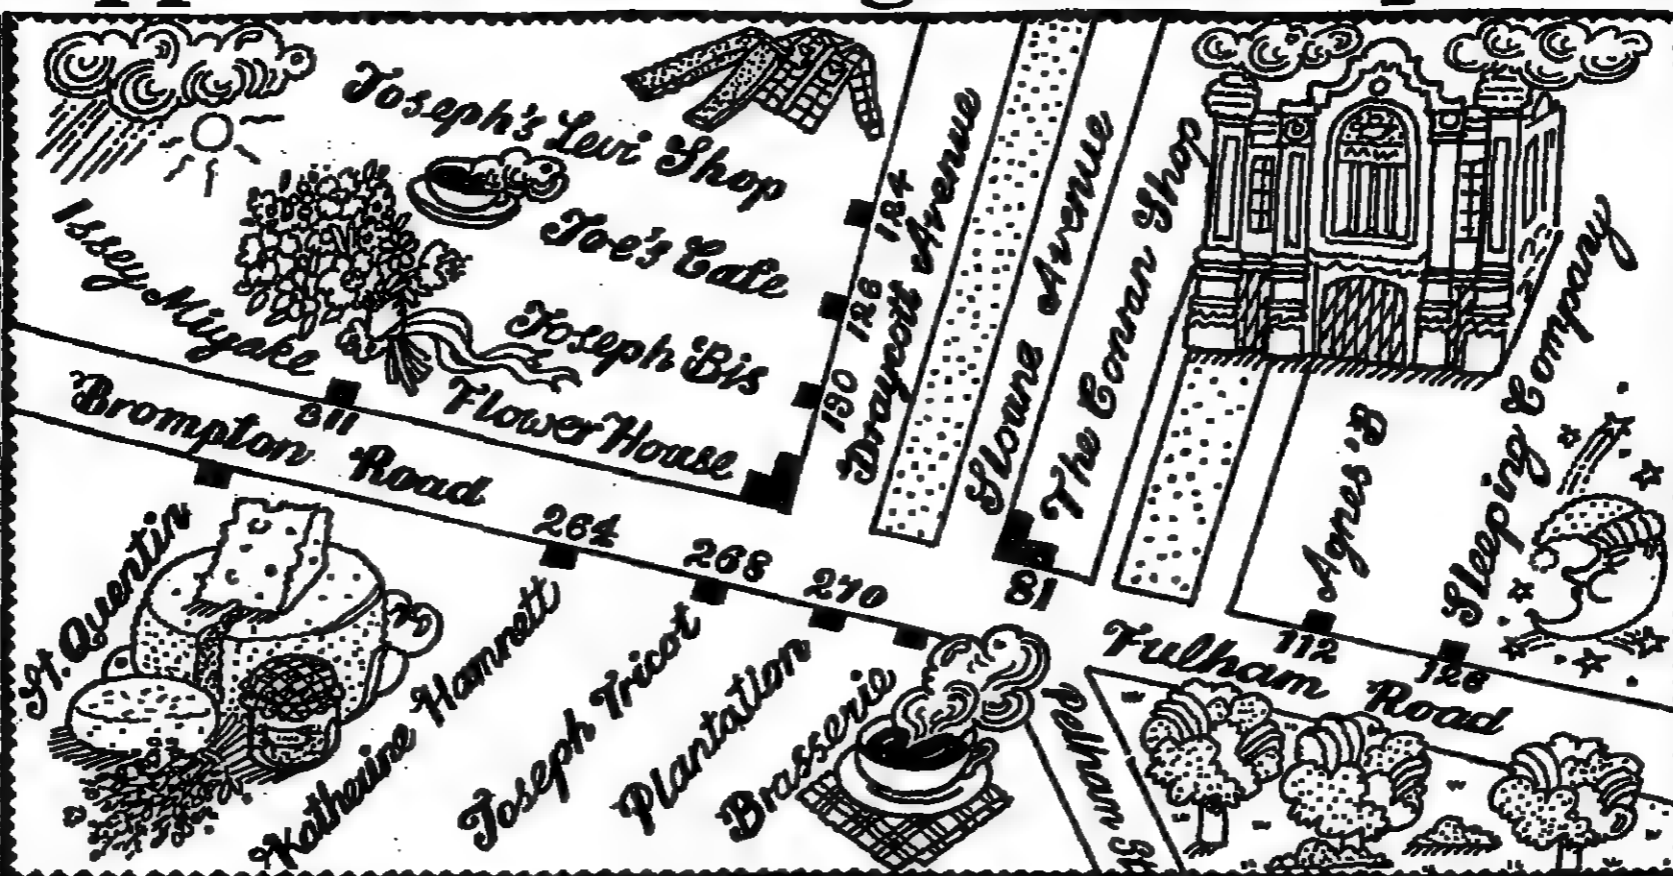 Joseph's Levi Shop
Joe's Cafe
Joseph Bis
Issey Miyake
Flower House
184
126
190
Draycott Avenue
Sloane Avenue
The Conran Shop
Agnes 'B
Sleeping Company
Brompton Road
311
264
268
270
81
112
126
Fulham Road
Pelham St
St. Quentin
Katherine Hamnett
Joseph Tricot
Plantation
Brasserie